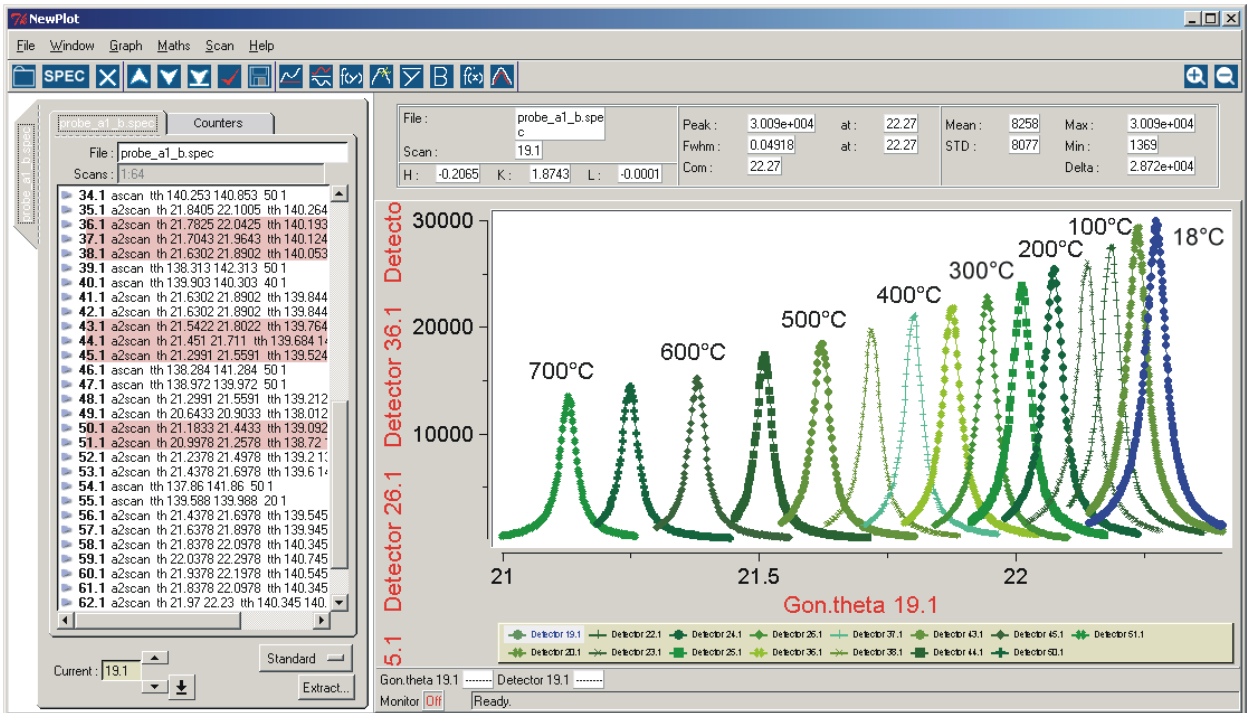 NewPlot
File Window Graph Maths Scan Help
SPEC
f(y) B f(x)
probe_a1_b.spec
probe_a1_b.spec Counters
File : probe_a1_b.spec
Scans : 1:64
34.1 ascan tth 140.253 140.853 50 1
35.1 a2scan th 21.8405 22.1005 tth 140.264
36.1 a2scan th 21.7825 22.0425 tth 140.193
37.1 a2scan th 21.7043 21.9643 tth 140.124
38.1 a2scan th 21.6302 21.8902 tth 140.053
39.1 ascan tth 138.313 142.313 50 1
40.1 ascan tth 139.903 140.303 40 1
41.1 a2scan th 21.6302 21.8902 tth 139.844
42.1 a2scan th 21.6302 21.8902 tth 139.844
43.1 a2scan th 21.5422 21.8022 tth 139.764
44.1 a2scan th 21.451 21.711 tth 139.684 14
45.1 a2scan th 21.2991 21.5591 tth 139.524
46.1 ascan tth 138.284 141.284 50 1
47.1 ascan tth 138.972 139.972 50 1
48.1 a2scan th 21.2991 21.5591 tth 139.212
49.1 a2scan th 20.6433 20.9033 tth 138.012
50.1 a2scan th 21.1833 21.4433 tth 139.092
51.1 a2scan th 20.9978 21.2578 tth 138.72
52.1 a2scan th 21.2378 21.4978 tth 139.2
53.1 a2scan th 21.4378 21.6978 tth 139.6
54.1 ascan tth 137.86 141.86 50 1
55.1 ascan tth 139.588 139.988 20 1
56.1 a2scan th 21.4378 21.6978 tth 139.545
57.1 a2scan th 21.6378 21.8978 tth 139.945
58.1 a2scan th 21.8378 22.0978 tth 140.345
59.1 a2scan th 22.0378 22.2978 tth 140.745
60.1 a2scan th 21.9378 22.1978 tth 140.545
61.1 a2scan th 21.8378 22.0978 tth 140.345
62.1 a2scan th 21.97 22.23 tth 140.345 140.
Current : 19.1
Standard
Extract...
File : probe_a1_b.spec
Scan : 19.1
H : -0.2065 K : 1.8743 L : -0.0001
Peak : 3.009e+004 at : 22.27
Fwhm : 0.04918 at : 22.27
Com : 22.27
Mean : 8258 Max : 3.009e+004
STD : 8077 Min : 1369
Delta : 2.872e+004
5.1 Detector 26.1 Detector 36.1 Detecto
30000
20000
10000
700°C
600°C
500°C
400°C
300°C
200°C
100°C
18°C
21 21.5 22
Gon.theta 19.1
Detector 19.1 Detector 22.1 Detector 24.1 Detector 26.1 Detector 37.1 Detector 43.1 Detector 45.1 Detector 51.1
Detector 20.1 Detector 23.1 Detector 25.1 Detector 36.1 Detector 38.1 Detector 44.1 Detector 50.1
Gon.theta 19.1 ------- Detector 19.1 -------
Monitor Off Ready.